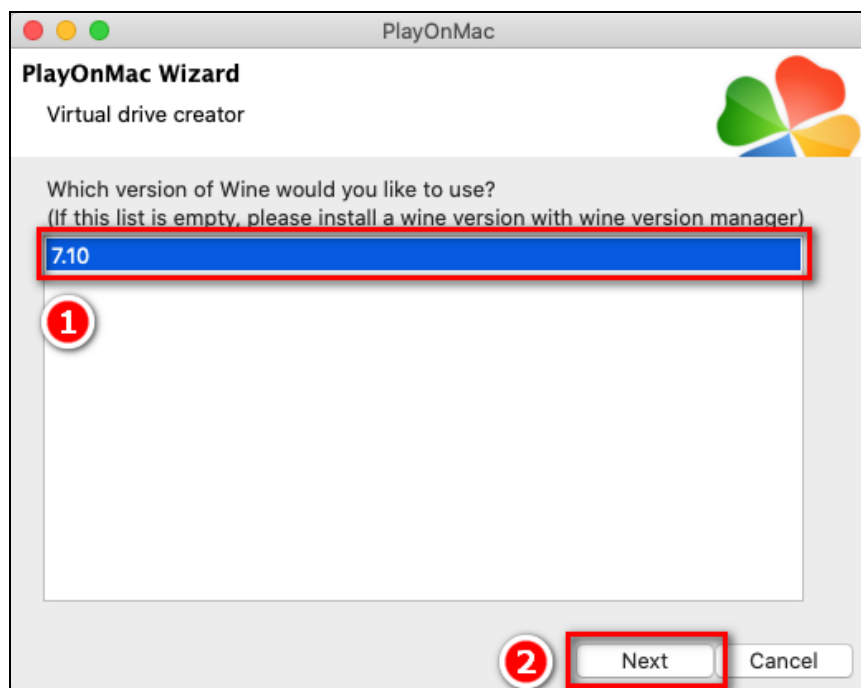 PlayOnMac
PlayOnMac Wizard
Virtual drive creator
Which version of Wine would you like to use?
(If this list is empty, please install a wine version with wine version manager)
7.10
1
2
Next
Cancel